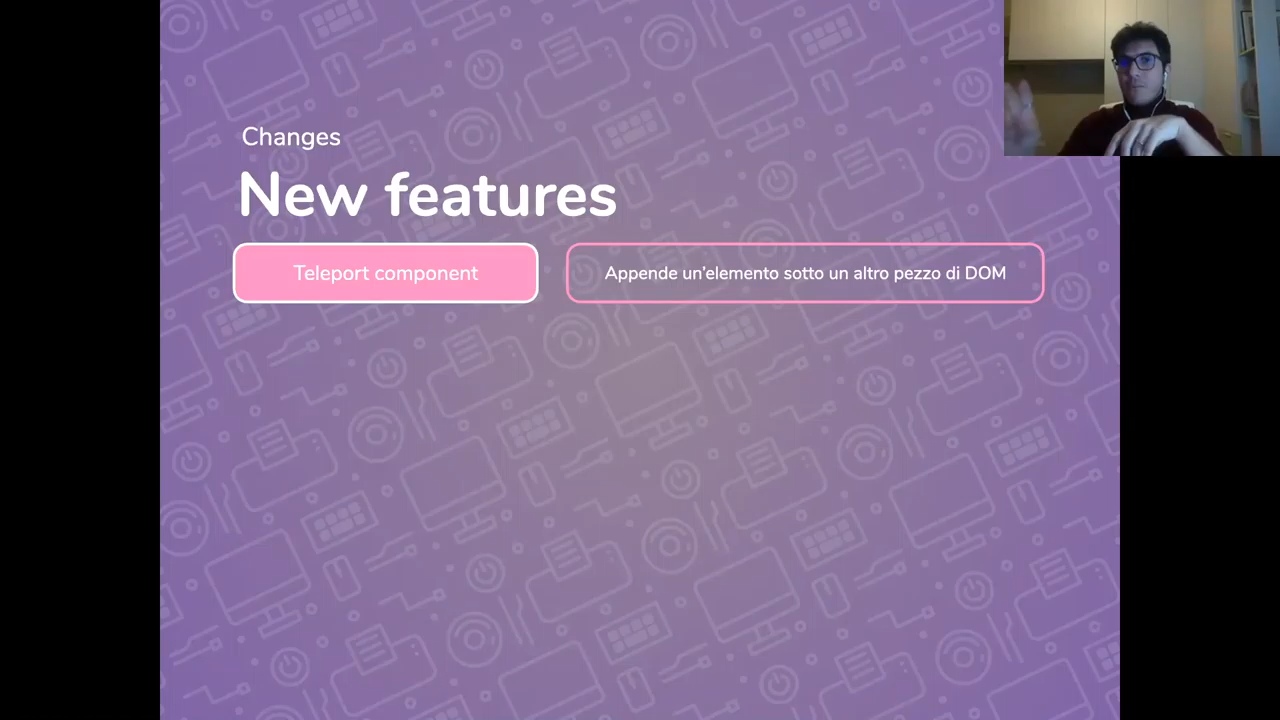 Changes
New features
Teleport component
Appende un'elemento sotto un altro pezzo di DOM